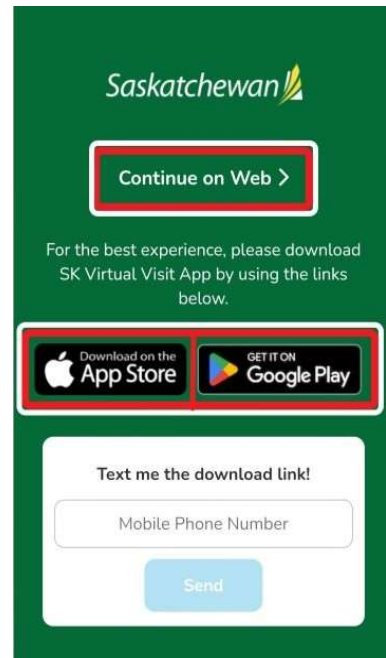 Saskatchewan
Continue on Web >
For the best experience, please download
SK Virtual Visit App by using the links
below.
Download on the
App Store
GET IT ON
Google Play
Text me the download link!
Mobile Phone Number
Send